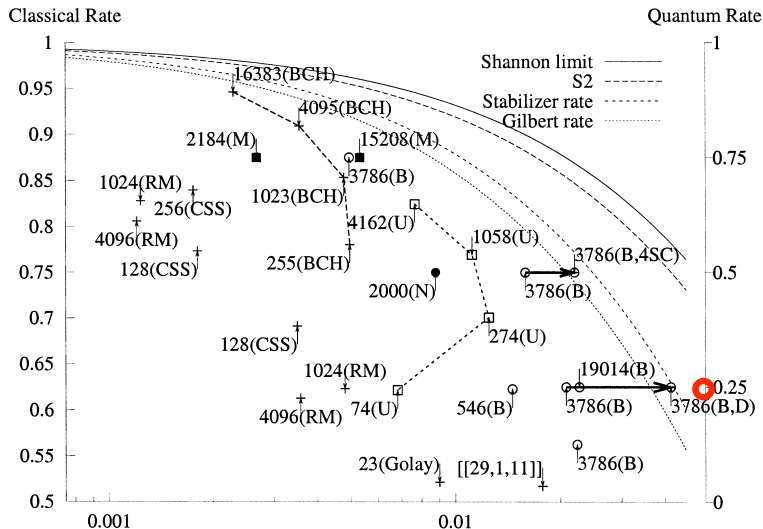 Classical Rate
Quantum Rate
1
1
Shannon limit
16383(BCH)
S2
0.95
Stabilizer rate
4095(BCH)
Gilbert rate
0.9
2184(M)
15208(M)
0.75
3786(B)
0.85
1024(RM)
1023(BCH)
256(CSS)
4162(U)
0.8
1058(U)
4096(RM)
3786(B,4SC)
128(CSS)
255(BCH)
0.75
0.5
2000(N)
3786(B)
0.7
274(U)
128(CSS)
0.65
1024(RM)
19014(B)
0.25
0.6
4096(RM)
74(U)
546(B)
3786(B)
3786(B,D)
0.55
23(Golay)
[[29,1,11]]
3786(B)
0.5
0
0.001
0.01